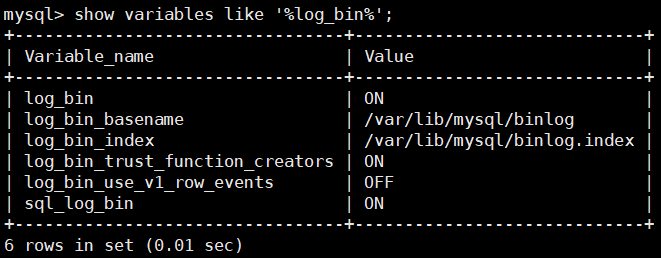 mysql> show variables like '%log_bin%';
+---------------------------------+-----------------------------+
| Variable_name                   | Value                       |
+---------------------------------+-----------------------------+
| log_bin                         | ON                          |
| log_bin_basename                | /var/lib/mysql/binlog       |
| log_bin_index                   | /var/lib/mysql/binlog.index |
| log_bin_trust_function_creators | ON                          |
| log_bin_use_v1_row_events       | OFF                         |
| sql_log_bin                     | ON                          |
+---------------------------------+-----------------------------+
6 rows in set (0.01 sec)